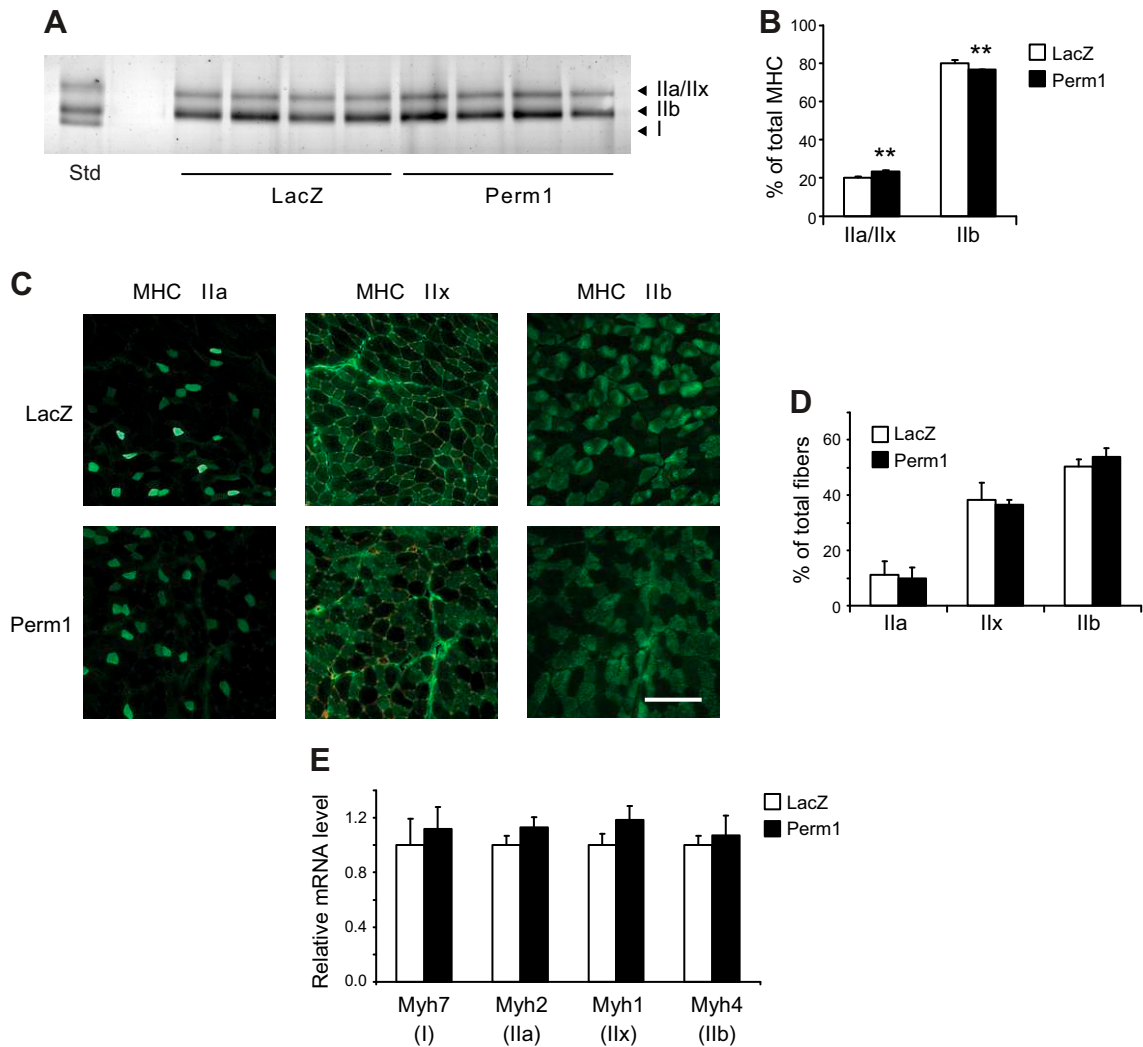 A
◄ IIa/IIx
◄ IIb
◄ I
Std
LacZ
Perm1
B
% of total MHC
100
80
60
40
20
0
**
**
IIa/IIx
IIb
LacZ
Perm1
C
MHC IIa
MHC IIx
MHC IIb
LacZ
Perm1
D
% of total fibers
60
40
20
0
LacZ
Perm1
IIa
IIx
IIb
E
Relative mRNA level
1.2
0.8
0.4
0.0
LacZ
Perm1
Myh7
(I)
Myh2
(IIa)
Myh1
(IIx)
Myh4
(IIb)